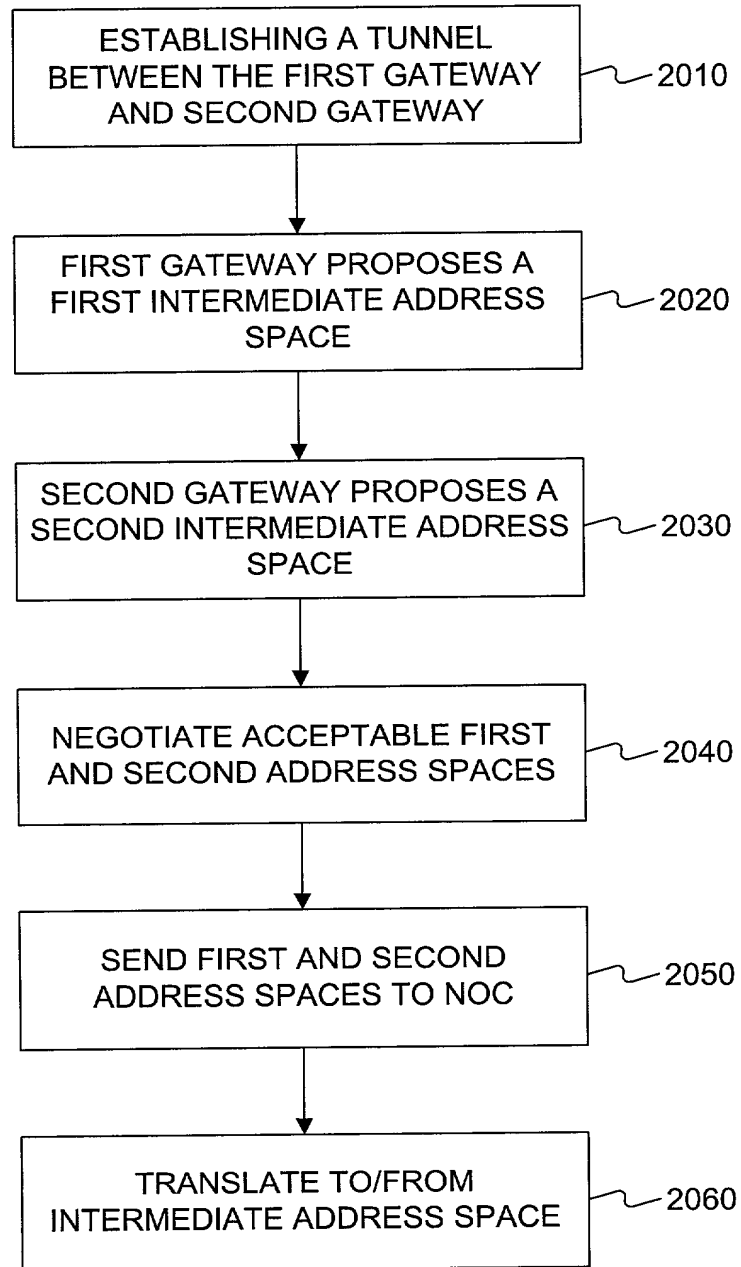 ESTABLISHING A TUNNEL
BETWEEN THE FIRST GATEWAY
AND SECOND GATEWAY
2010
FIRST GATEWAY PROPOSES A
FIRST INTERMEDIATE ADDRESS
SPACE
2020
SECOND GATEWAY PROPOSES A
SECOND INTERMEDIATE ADDRESS
SPACE
2030
NEGOTIATE ACCEPTABLE FIRST
AND SECOND ADDRESS SPACES
2040
SEND FIRST AND SECOND
ADDRESS SPACES TO NOC
2050
TRANSLATE TO/FROM
INTERMEDIATE ADDRESS SPACE
2060